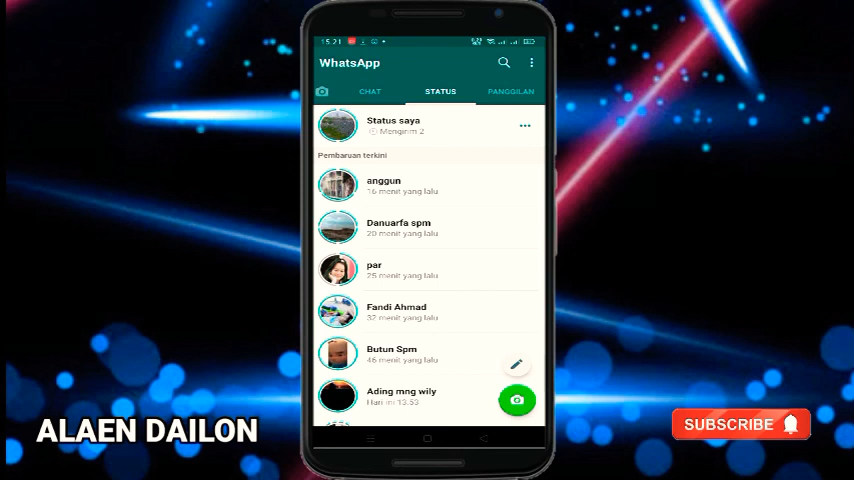 15.21
WhatsApp
CHAT
STATUS
PANGGILAN
Status saya
Mengirim 2
Pembaruan terkini
anggun
16 menit yang lalu
Danuarfa spm
20 menit yang lalu
par
25 menit yang lalu
Fandi Ahmad
32 menit yang lalu
Butun Spm
46 menit yang lalu
Ading mng wily
Hari ini 13.53
ALAEN DAILON
SUBSCRIBE